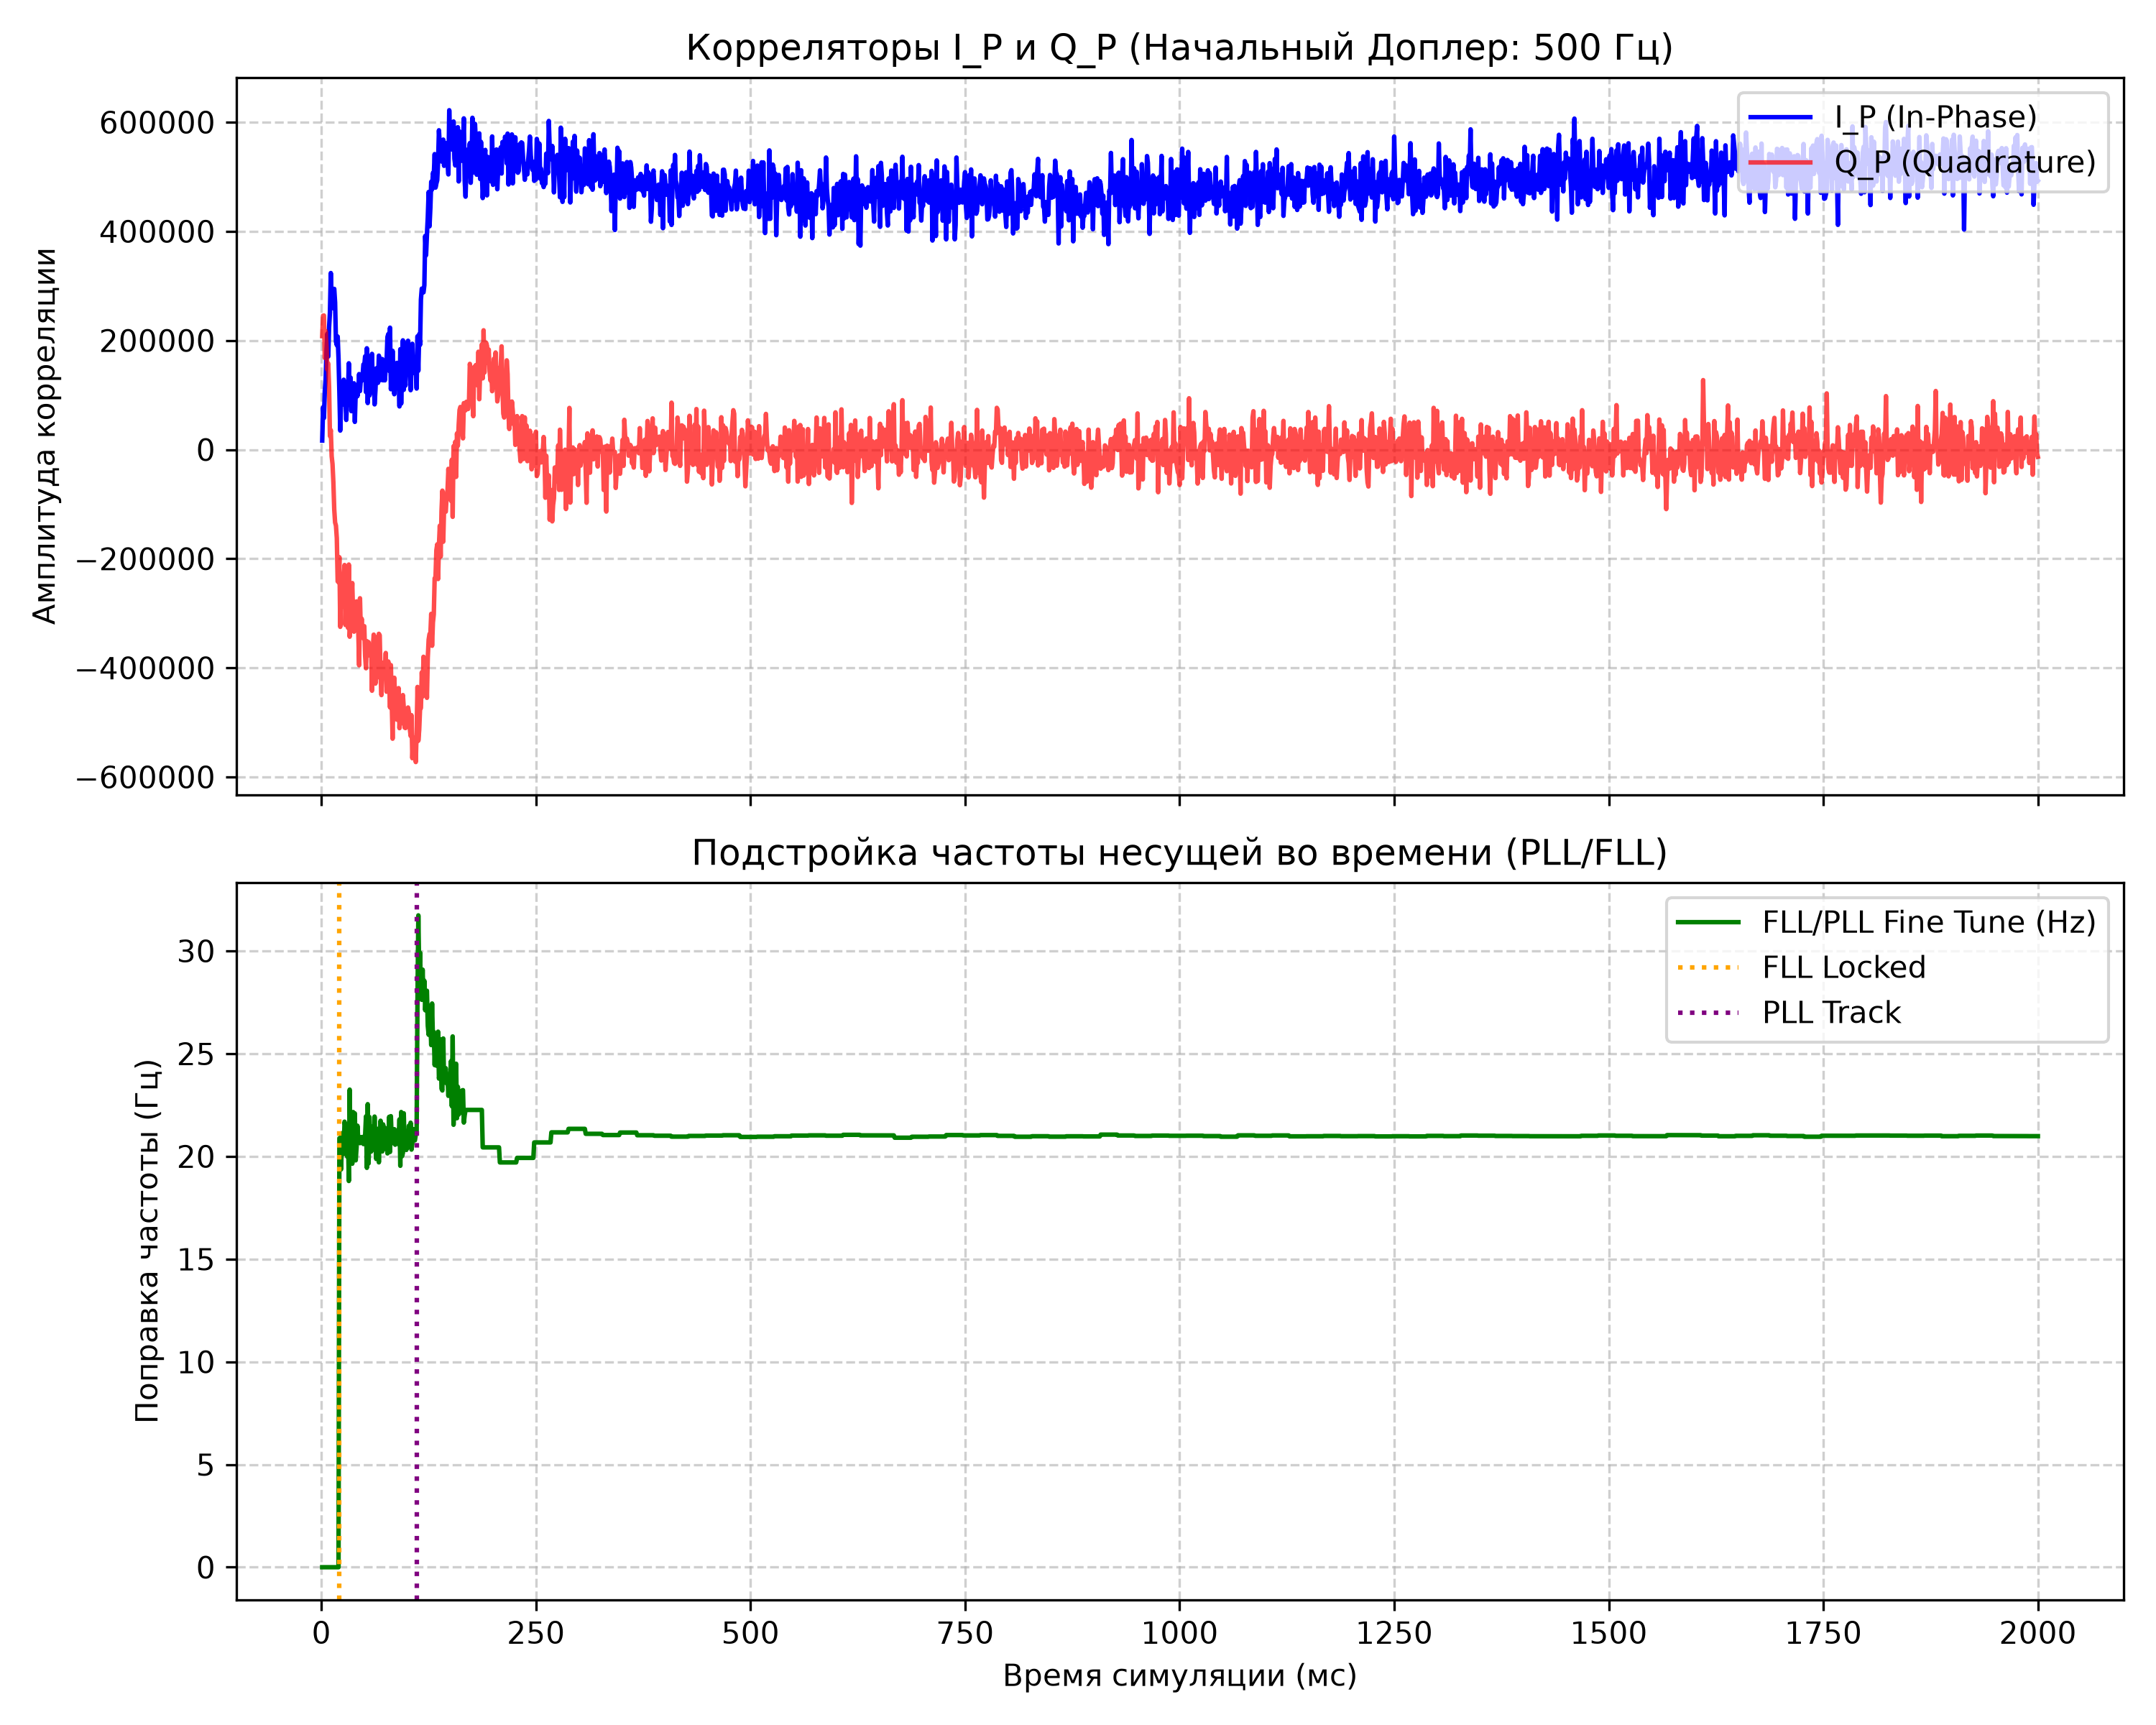 Корреляторы I_P и Q_P (Начальный Доплер: 500 Гц)
600000
400000
200000
0
−200000
−400000
−600000
Амплитуда корреляции
I_P (In-Phase)
Q_P (Quadrature)
Подстройка частоты несущей во времени (PLL/FLL)
30
25
20
15
10
5
0
Поправка частоты (Гц)
FLL/PLL Fine Tune (Hz)
FLL Locked
PLL Track
0 250 500 750 1000 1250 1500 1750 2000
Время симуляции (мс)